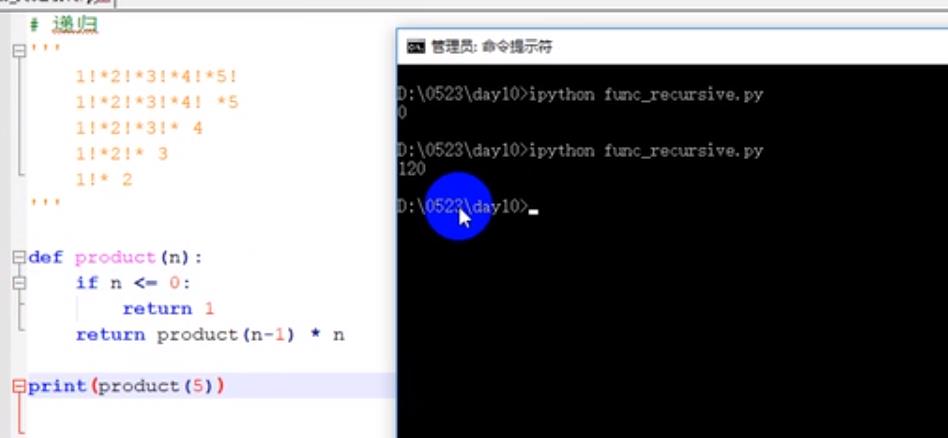 # 递归
'''
1!*2!*3!*4!*5!
1!*2!*3!*4! *5
1!*2!*3!* 4
1!*2!* 3
1!* 2
'''
def product(n):
if n <= 0:
return 1
return product(n-1) * n
print(product(5))
管理员: 命令提示符
D:\0523\day10>ipython func_recursive.py
0
D:\0523\day10>ipython func_recursive.py
120
D:\0523\day10>